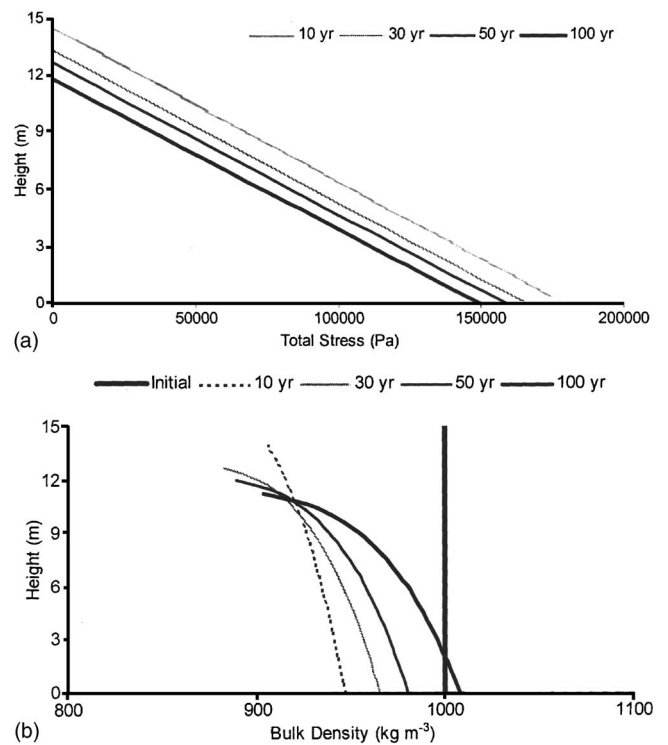 15
12
9
6
3
0
Height (m)
10 yr 30 yr 50 yr 100 yr
0 50000 100000 150000 200000
Total Stress (Pa)
(a)
Initial 10 yr 30 yr 50 yr 100 yr
15
12
9
6
3
0
Height (m)
800 900 1000 1100
Bulk Density (kg m⁻³)
(b)